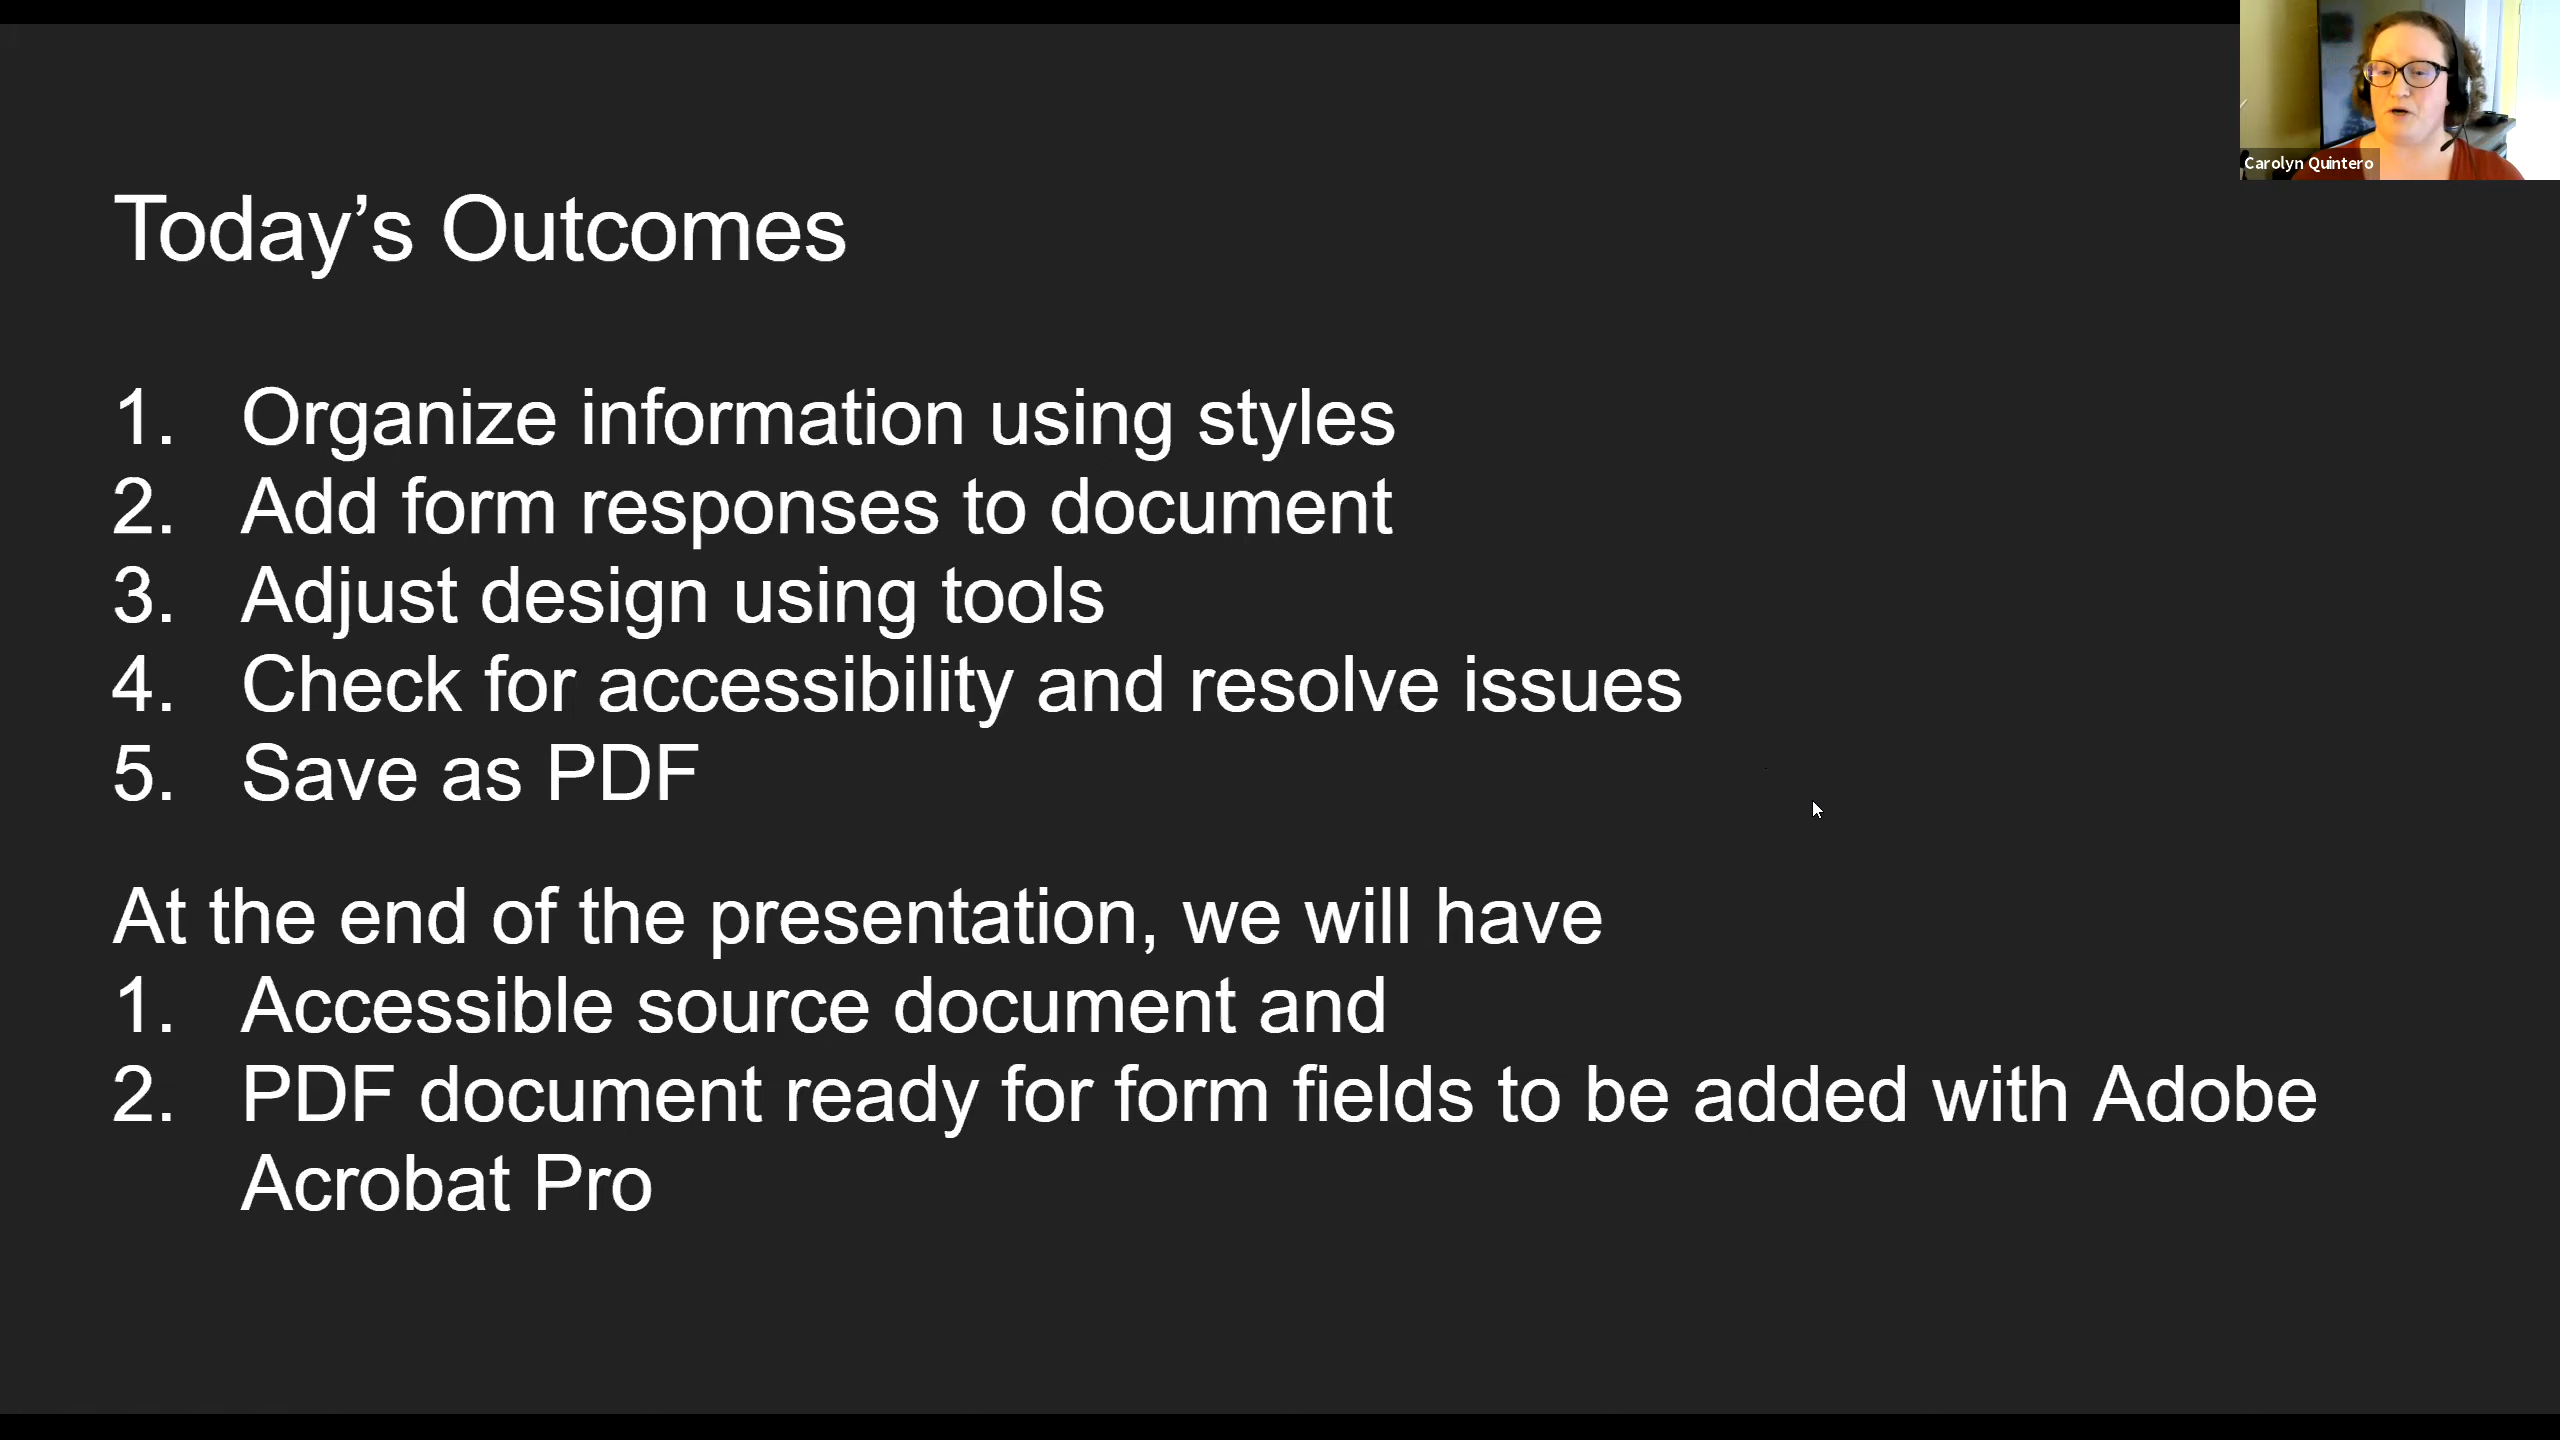 Carolyn Quintero
Today’s Outcomes
1. Organize information using styles
2. Add form responses to document
3. Adjust design using tools
4. Check for accessibility and resolve issues
5. Save as PDF
At the end of the presentation, we will have
1. Accessible source document and
2. PDF document ready for form fields to be added with Adobe
Acrobat Pro